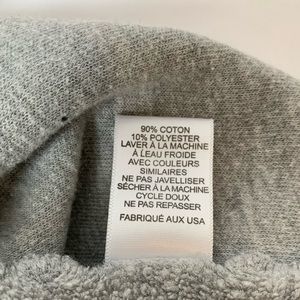 90% COTON
10% POLYESTER
LAVER À LA MACHINE
À LEAU FROIDE
AVEC COULEURS
SIMILAIRES
NE PAS JAVELLISER
SÉCHER À LA MACHINE
CYCLE DOUX
NE PAS REPASSER
FABRIQUÉ AUX USA